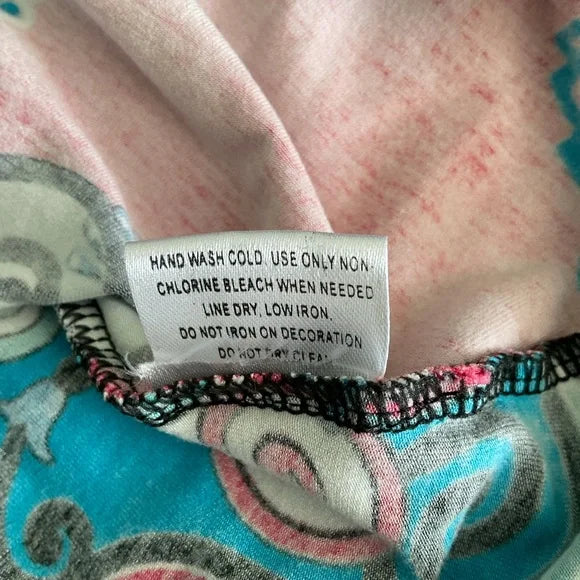 HAND WASH COLD. USE ONLY NON-
CHLORINE BLEACH WHEN NEEDED
LINE DRY, LOW IRON.
DO NOT IRON ON DECORATION
DO NOT DRY CLEAN